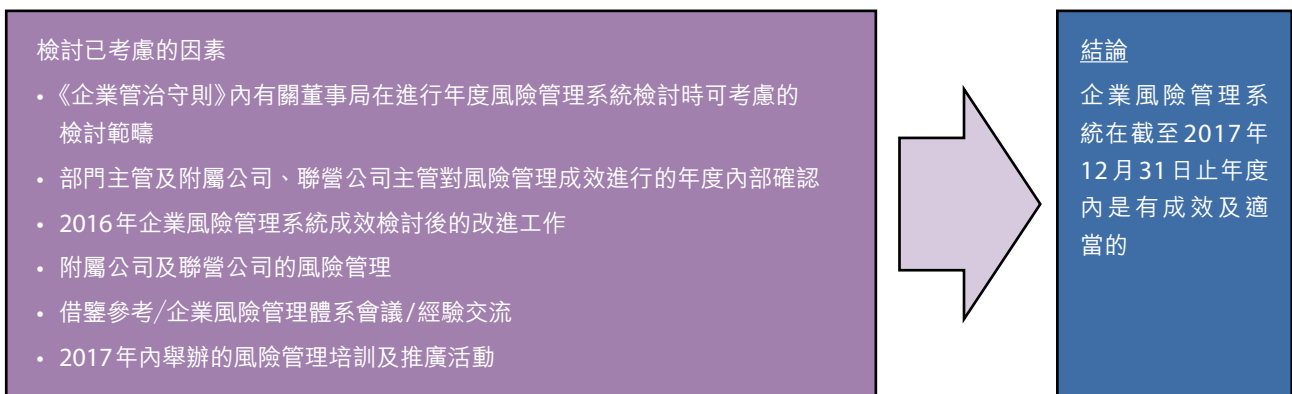 檢討已考慮的因素
•《企業管治守則》內有關董事局在進行年度風險管理系統檢討時可考慮的
檢討範疇
• 部門主管及附屬公司、聯營公司主管對風險管理成效進行的年度內部確認
• 2016年企業風險管理系統成效檢討後的改進工作
• 附屬公司及聯營公司的風險管理
• 借鑒參考/企業風險管理體系會議/經驗交流
• 2017年內舉辦的風險管理培訓及推廣活動
結論
企業風險管理系
統在截至2017年
12月31日止年度
內是有成效及適
當的